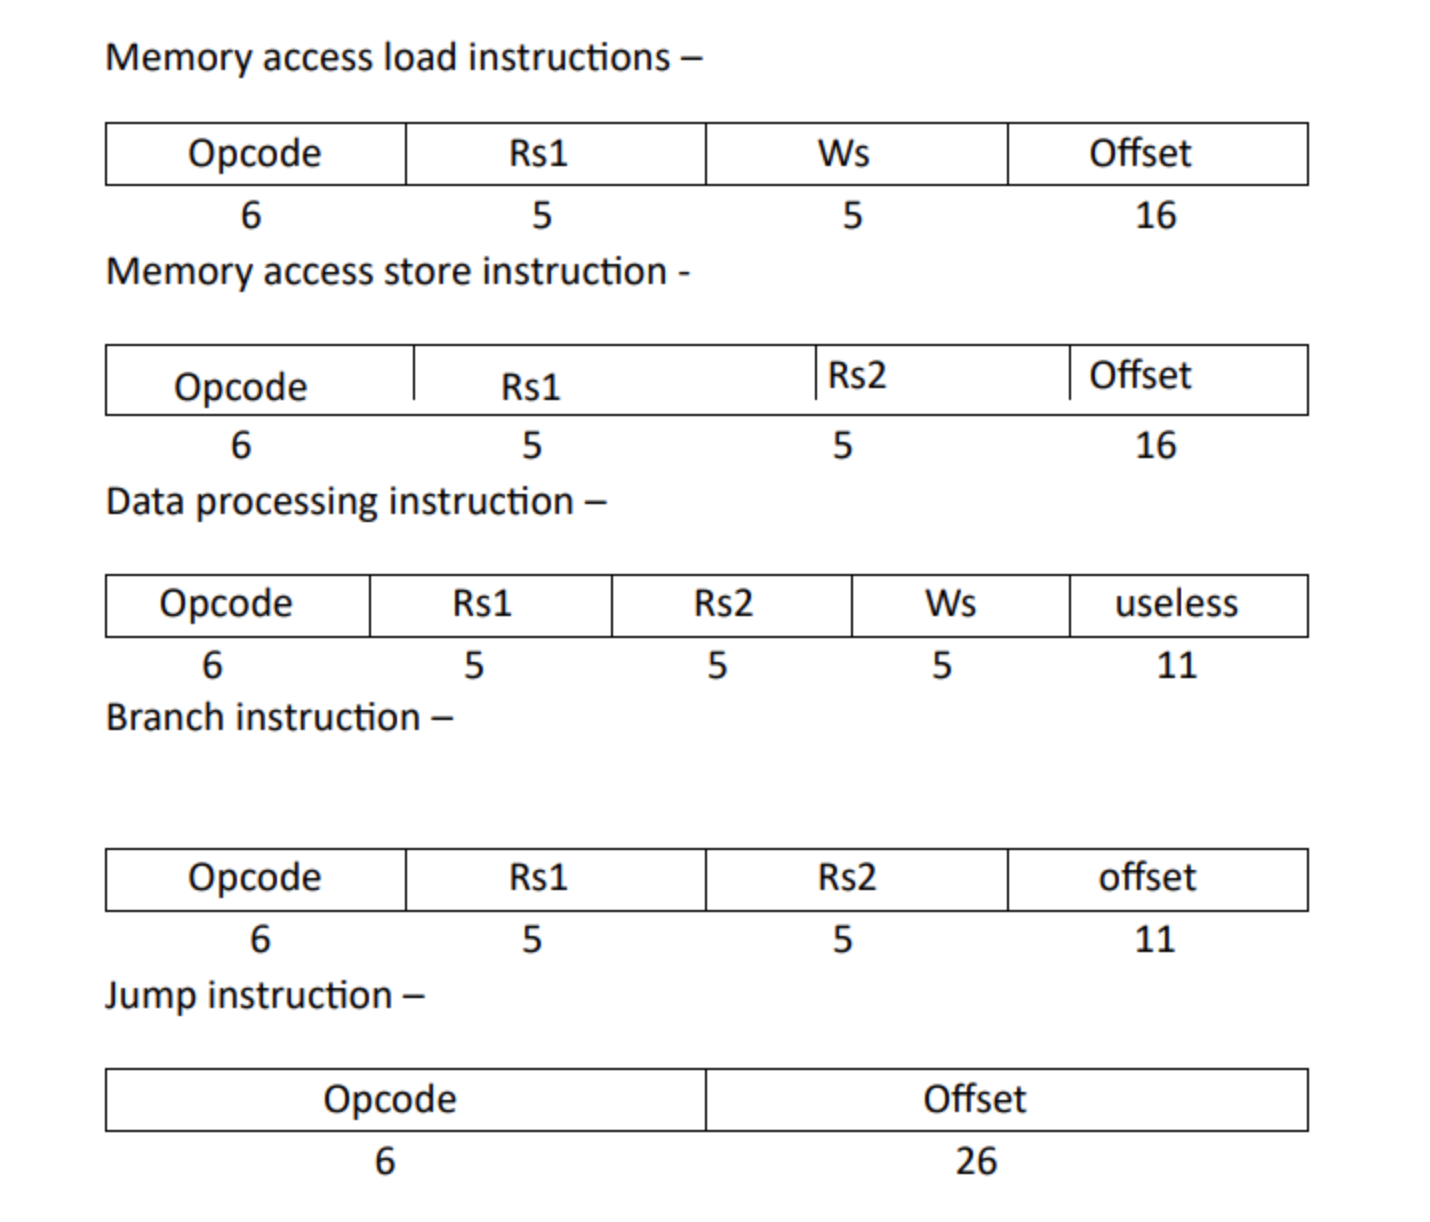 Memory access load instructions –
Opcode Rs1 Ws Offset
6 5 5 16
Memory access store instruction -
Opcode Rs1 Rs2 Offset
6 5 5 16
Data processing instruction –
Opcode Rs1 Rs2 Ws useless
6 5 5 5 11
Branch instruction –
Opcode Rs1 Rs2 offset
6 5 5 11
Jump instruction –
Opcode Offset
6 26